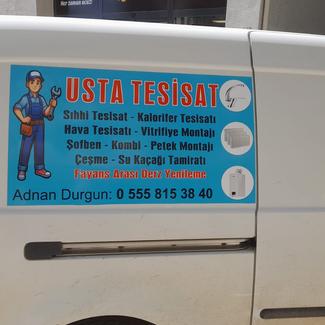 USTA TESİSAT
Sıhhi Tesisat - Kalorifer Tesisatı
Hava Tesisatı - Vitrifiye Montajı
Şofben - Kombi - Petek Montajı
Çeşme - Su Kaçağı Tamiratı
Fayans Arası Derz Yenileme
Adnan Durgun: 0 555 815 38 40